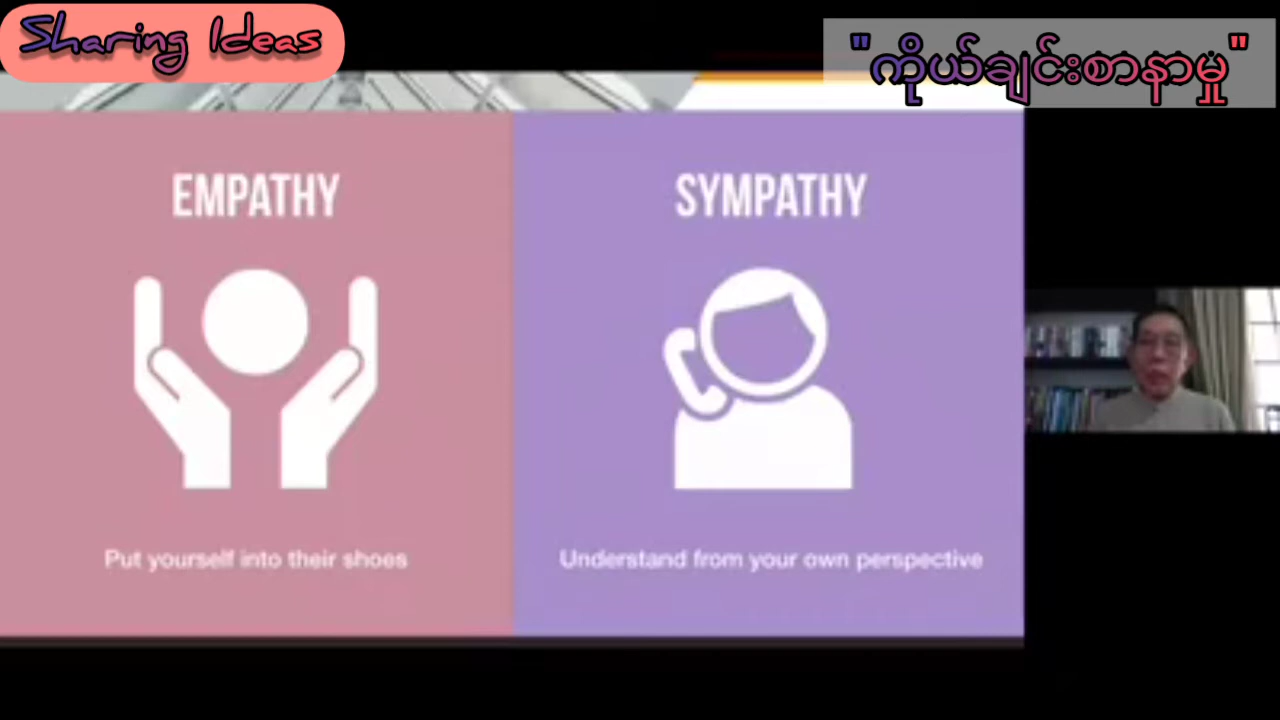 Sharing Ideas
"ကိုယ်ချင်းစာနာမှု"
EMPATHY
SYMPATHY
Put yourself into their shoes
Understand from your own perspective